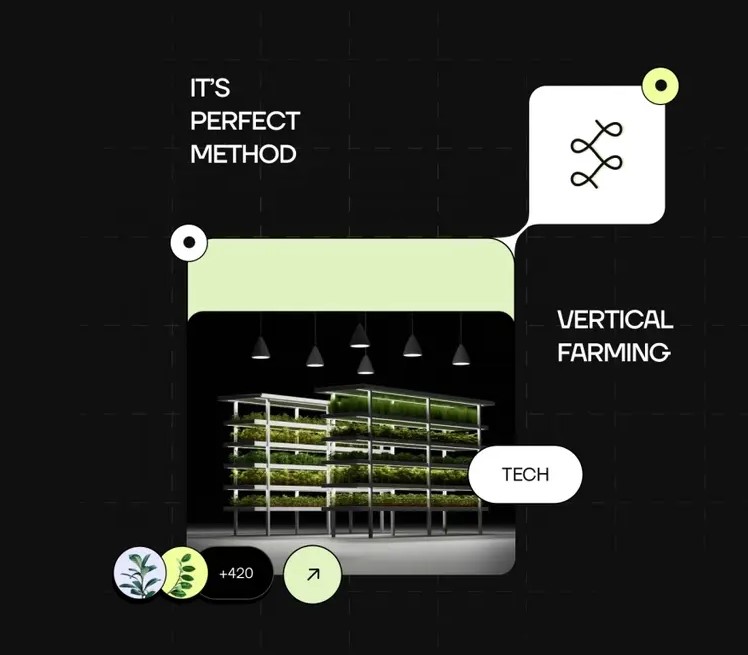 IT'S
PERFECT
METHOD
VERTICAL
FARMING
TECH
+420